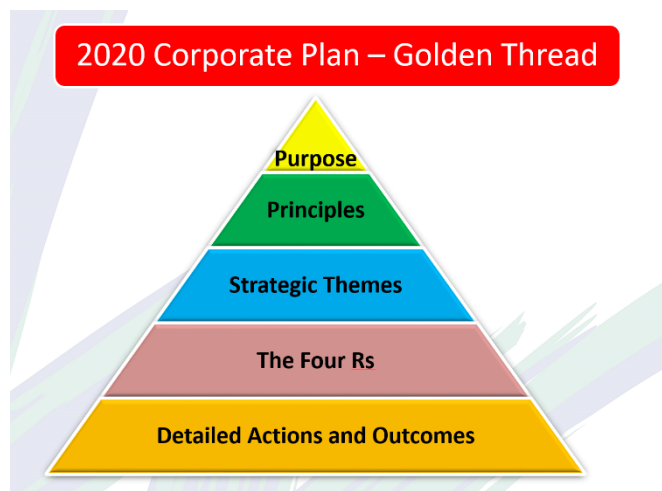 2020 Corporate Plan – Golden Thread
Purpose
Principles
Strategic Themes
The Four Rs
Detailed Actions and Outcomes